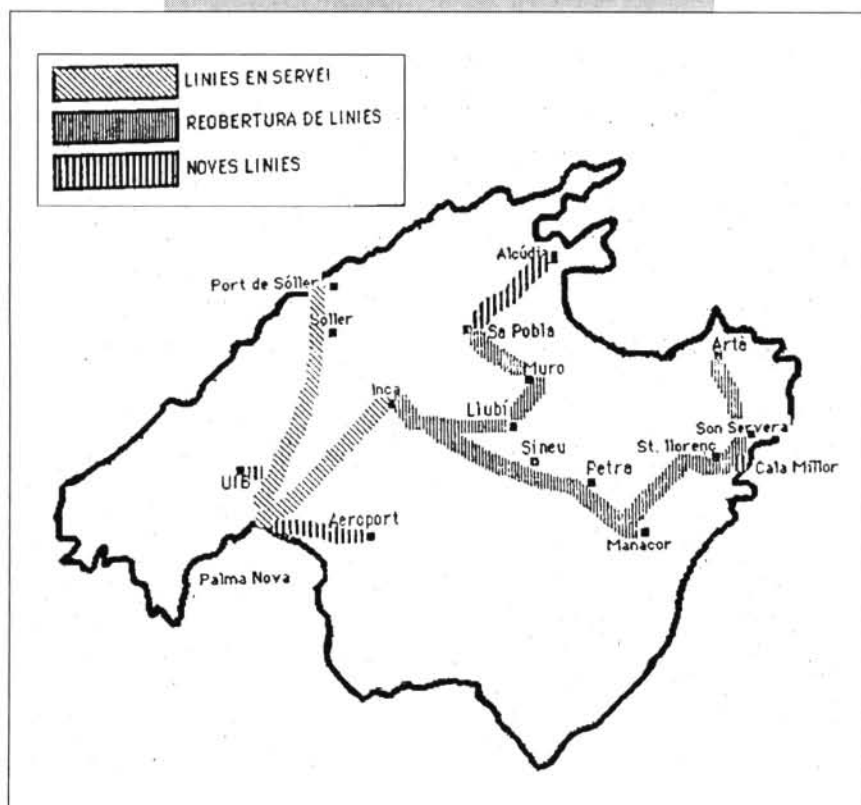 LINIES EN SERVEI
REOBERTURA DE LINIES
NOVES LINIES
Alcúdia
Port de Sóller
Sóller
Sa Pobla
Artà
Muro
Inca
Llubí
Son Servera
Sineu
St. llorenç
UIB
Petra
Cala Millor
Aeroport
Manacor
Palma Nova